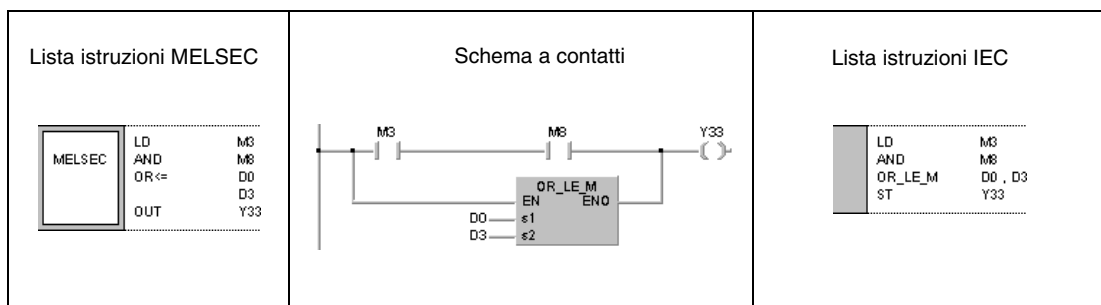 Lista istruzioni MELSEC
MELSEC
LD M3
AND M8
OR<= D0
D3
OUT Y33
Schema a contatti
M3 M8 Y33
OR_LE_M
EN ENO
D0 s1
D3 s2
Lista istruzioni IEC
LD M3
AND M8
OR_LE_M D0 , D3
ST Y33